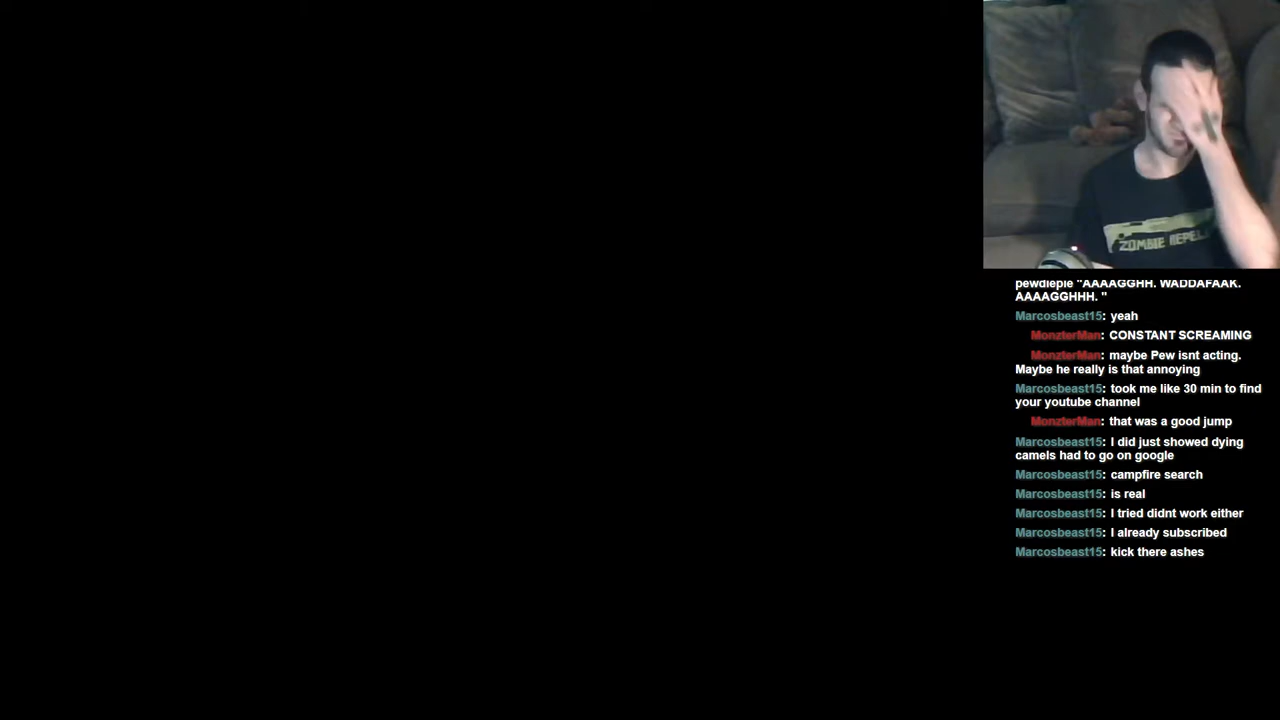 ZOMBIE REPEL
pewdiepie "AAAAGGHH. WADDAFAAK.
AAAAGGHHH. "
Marcosbeast15: yeah
MonzterMan: CONSTANT SCREAMING
MonzterMan: maybe Pew isnt acting.
Maybe he really is that annoying
Marcosbeast15: took me like 30 min to find
your youtube channel
MonzterMan: that was a good jump
Marcosbeast15: I did just showed dying
camels had to go on google
Marcosbeast15: campfire search
Marcosbeast15: is real
Marcosbeast15: I tried didnt work either
Marcosbeast15: I already subscribed
Marcosbeast15: kick there ashes